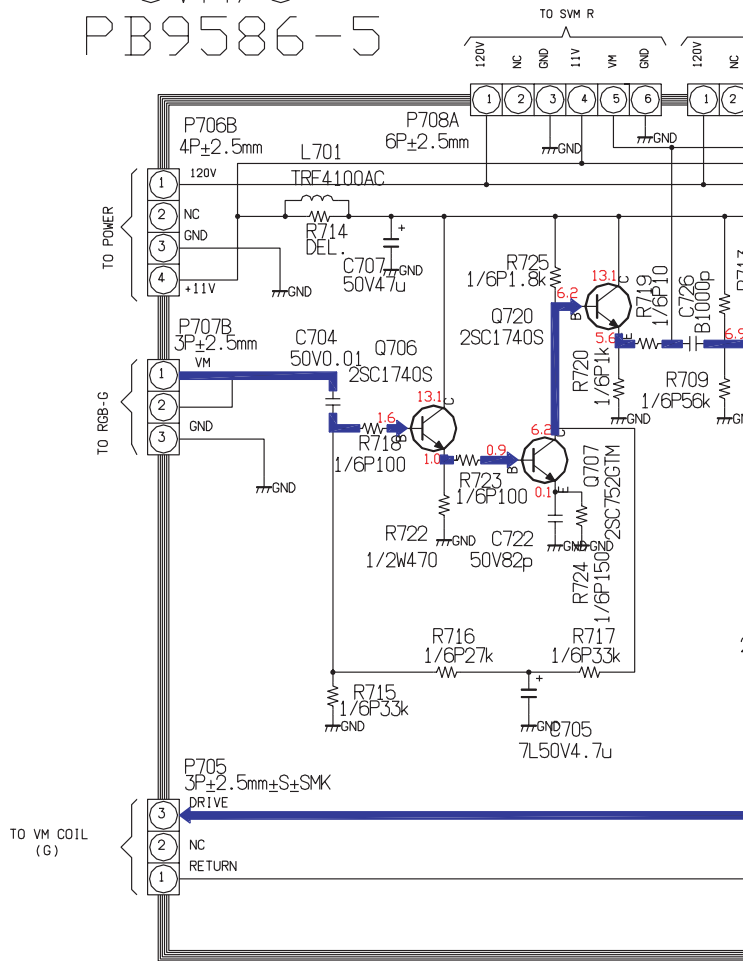 PB9586-5
TO SVM R
120V
NC
GND
11V
VM
GND
120V
NC
1
2
3
4
5
6
1
2
P706B
4P±2.5mm
P708A
6P±2.5mm
GND
GND
L701
TRF4100AC
TO POWER
1
120V
2
NC
3
GND
4
+11V
R714
DEL.
GND
C707
50V47u
GND
R725
1/6P1.8k
13.1
C
R719
1/6P10
C726
B1000p
R713
6.2
B
Q720
2SC1740S
5.6
E
6.9
P707B
3P±2.5mm
VM
C704
50V0.01
Q706
2SC1740S
R720
1/6P1k
R709
1/6P56k
TO RGB-G
1
2
3
GND
GND
13.1
C
1.6
B
R718
1/6P100
1.0
GND
GND
6.2
C
0.9
B
R723
1/6P100
Q707
2SC752GTM
0.1
E
R722
1/2W470
GND
C722
50V82p
GND
GND
R724
1/6P150
R716
1/6P27k
R717
1/6P33k
R715
1/6P33k
GND
+
GND
C705
7L50V4.7u
P705
3P±2.5mm±S±SMK
TO VM COIL
(G)
3
DRIVE
2
NC
1
RETURN